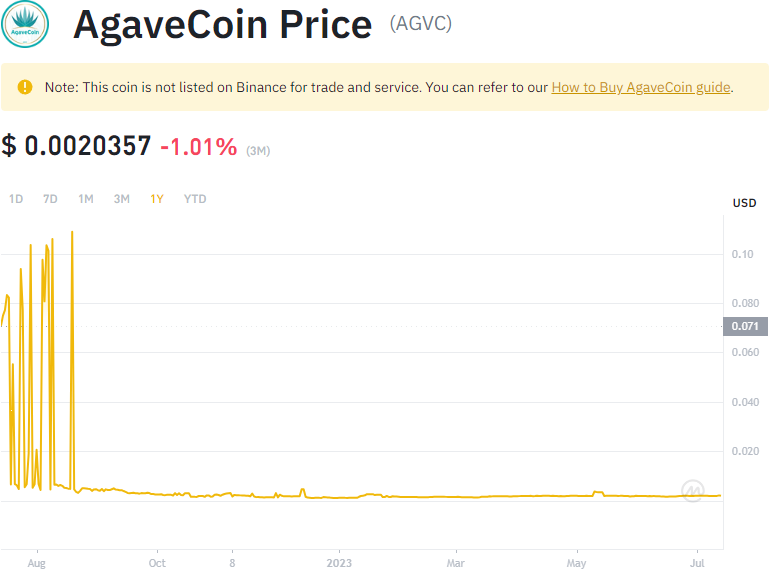 AgaveCoin
AgaveCoin Price (AGVC)
Note: This coin is not listed on Binance for trade and service. You can refer to our How to Buy AgaveCoin guide.
$ 0.0020357 -1.01% (3M)
1D 7D 1M 3M 1Y YTD
USD
0.10
0.080
0.071
0.060
0.040
0.020
Aug Oct 8 2023 Mar May Jul